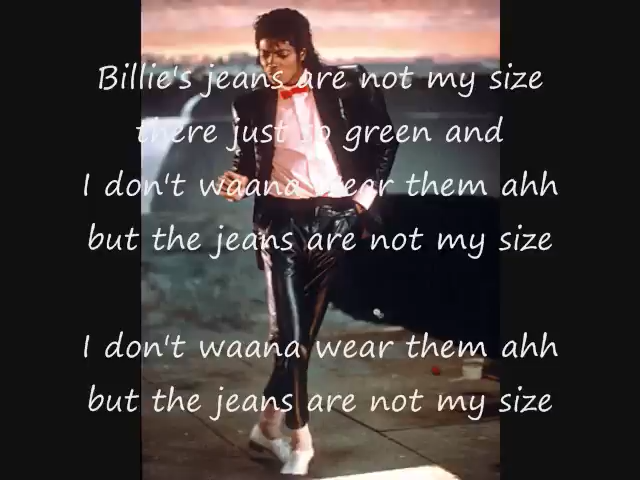 Billie's jeans are not my size
there just so green and
I don't waana wear them ahh
but the jeans are not my size
I don't waana wear them ahh
but the jeans are not my size